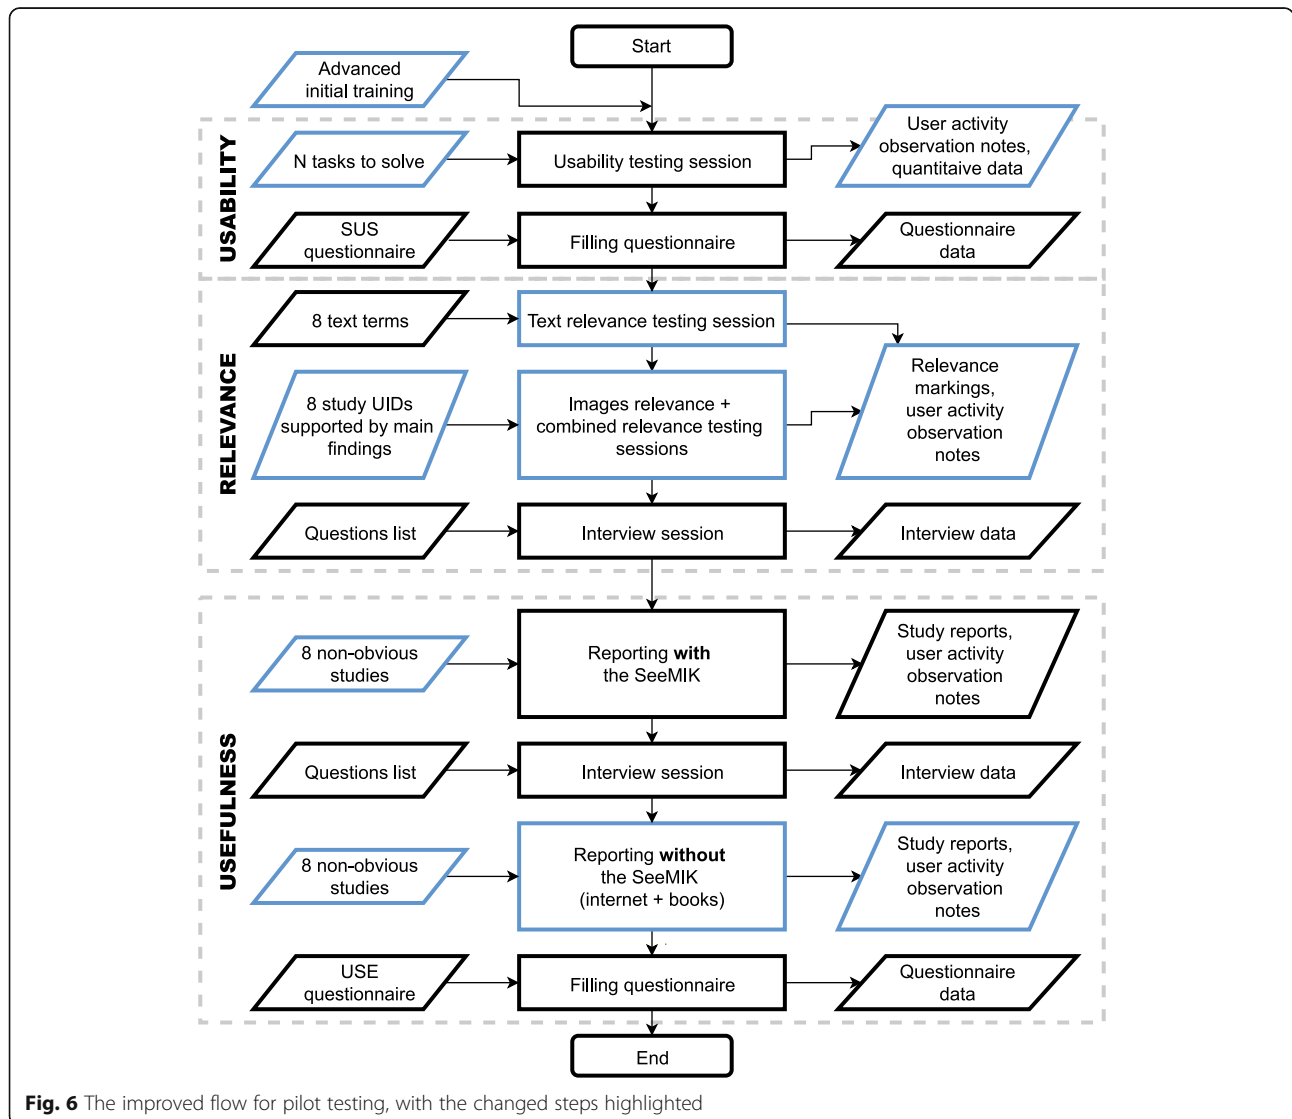 Start
Advanced
initial training
USABILITY
N tasks to solve
Usability testing session
User activity
observation notes,
quantitaive data
SUS
questionnaire
Filling questionnaire
Questionnaire
data
RELEVANCE
8 text terms
Text relevance testing session
8 study UIDs
supported by main
findings
Images relevance +
combined relevance testing
sessions
Relevance
markings,
user activity
observation
notes
Questions list
Interview session
Interview data
USEFULNESS
8 non-obvious
studies
Reporting with
the SeeMIK
Study reports,
user activity
observation
notes
Questions list
Interview session
Interview data
8 non-obvious
studies
Reporting without
the SeeMIK
(internet + books)
Study reports,
user activity
observation
notes
USE
questionnaire
Filling questionnaire
Questionnaire
data
End
Fig. 6 The improved flow for pilot testing, with the changed steps highlighted